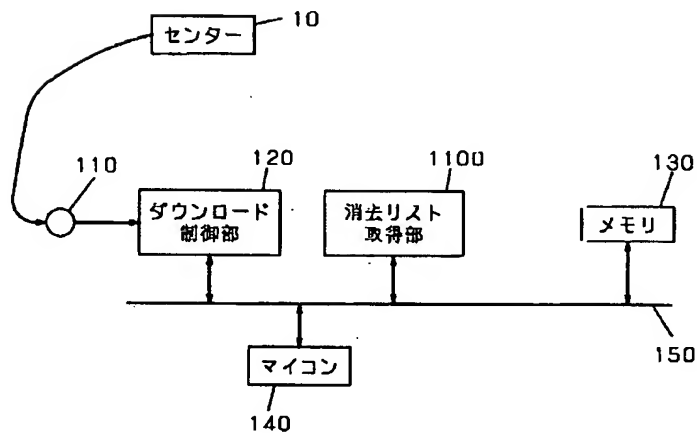 センター
10
110
120
ダウンロード
制御部
1100
消去リスト
取得部
130
メモリ
150
マイコン
140